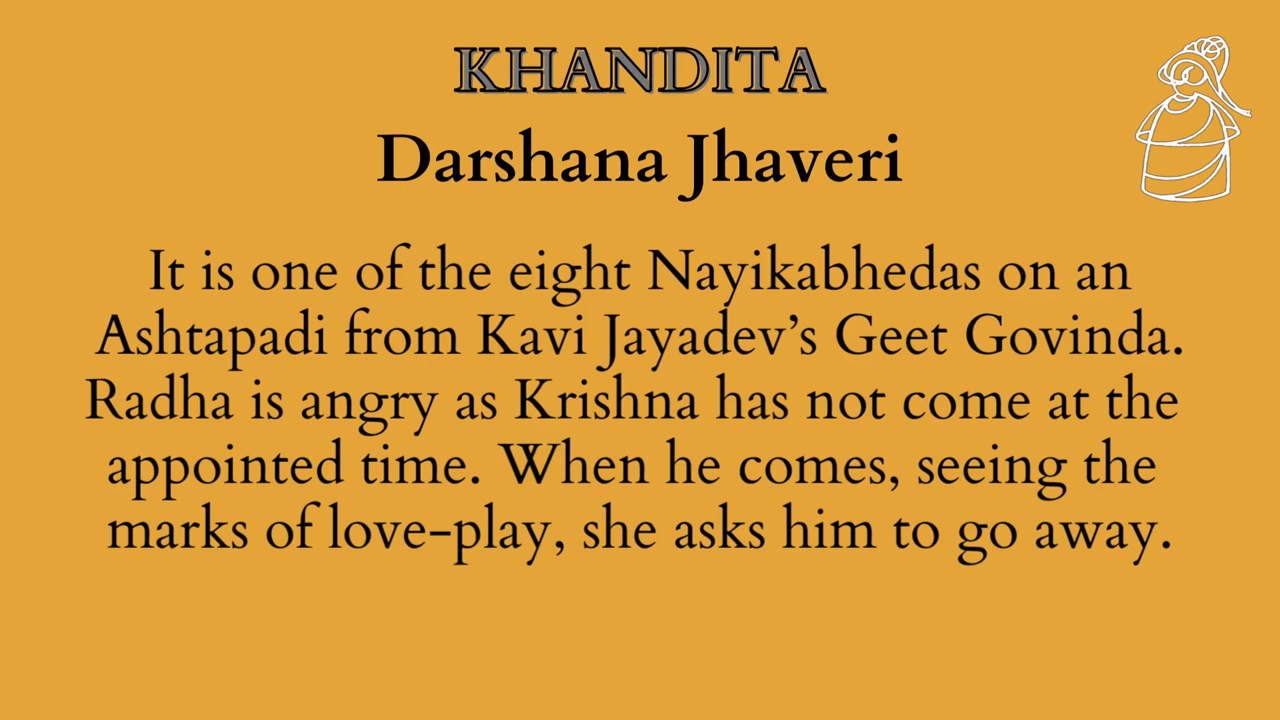 KHANDITA
Darshana Jhaveri
It is one of the eight Nayikabhedas on an
Ashtapadi from Kavi Jayadev’s Geet Govinda.
Radha is angry as Krishna has not come at the
appointed time. When he comes, seeing the
marks of love-play, she asks him to go away.